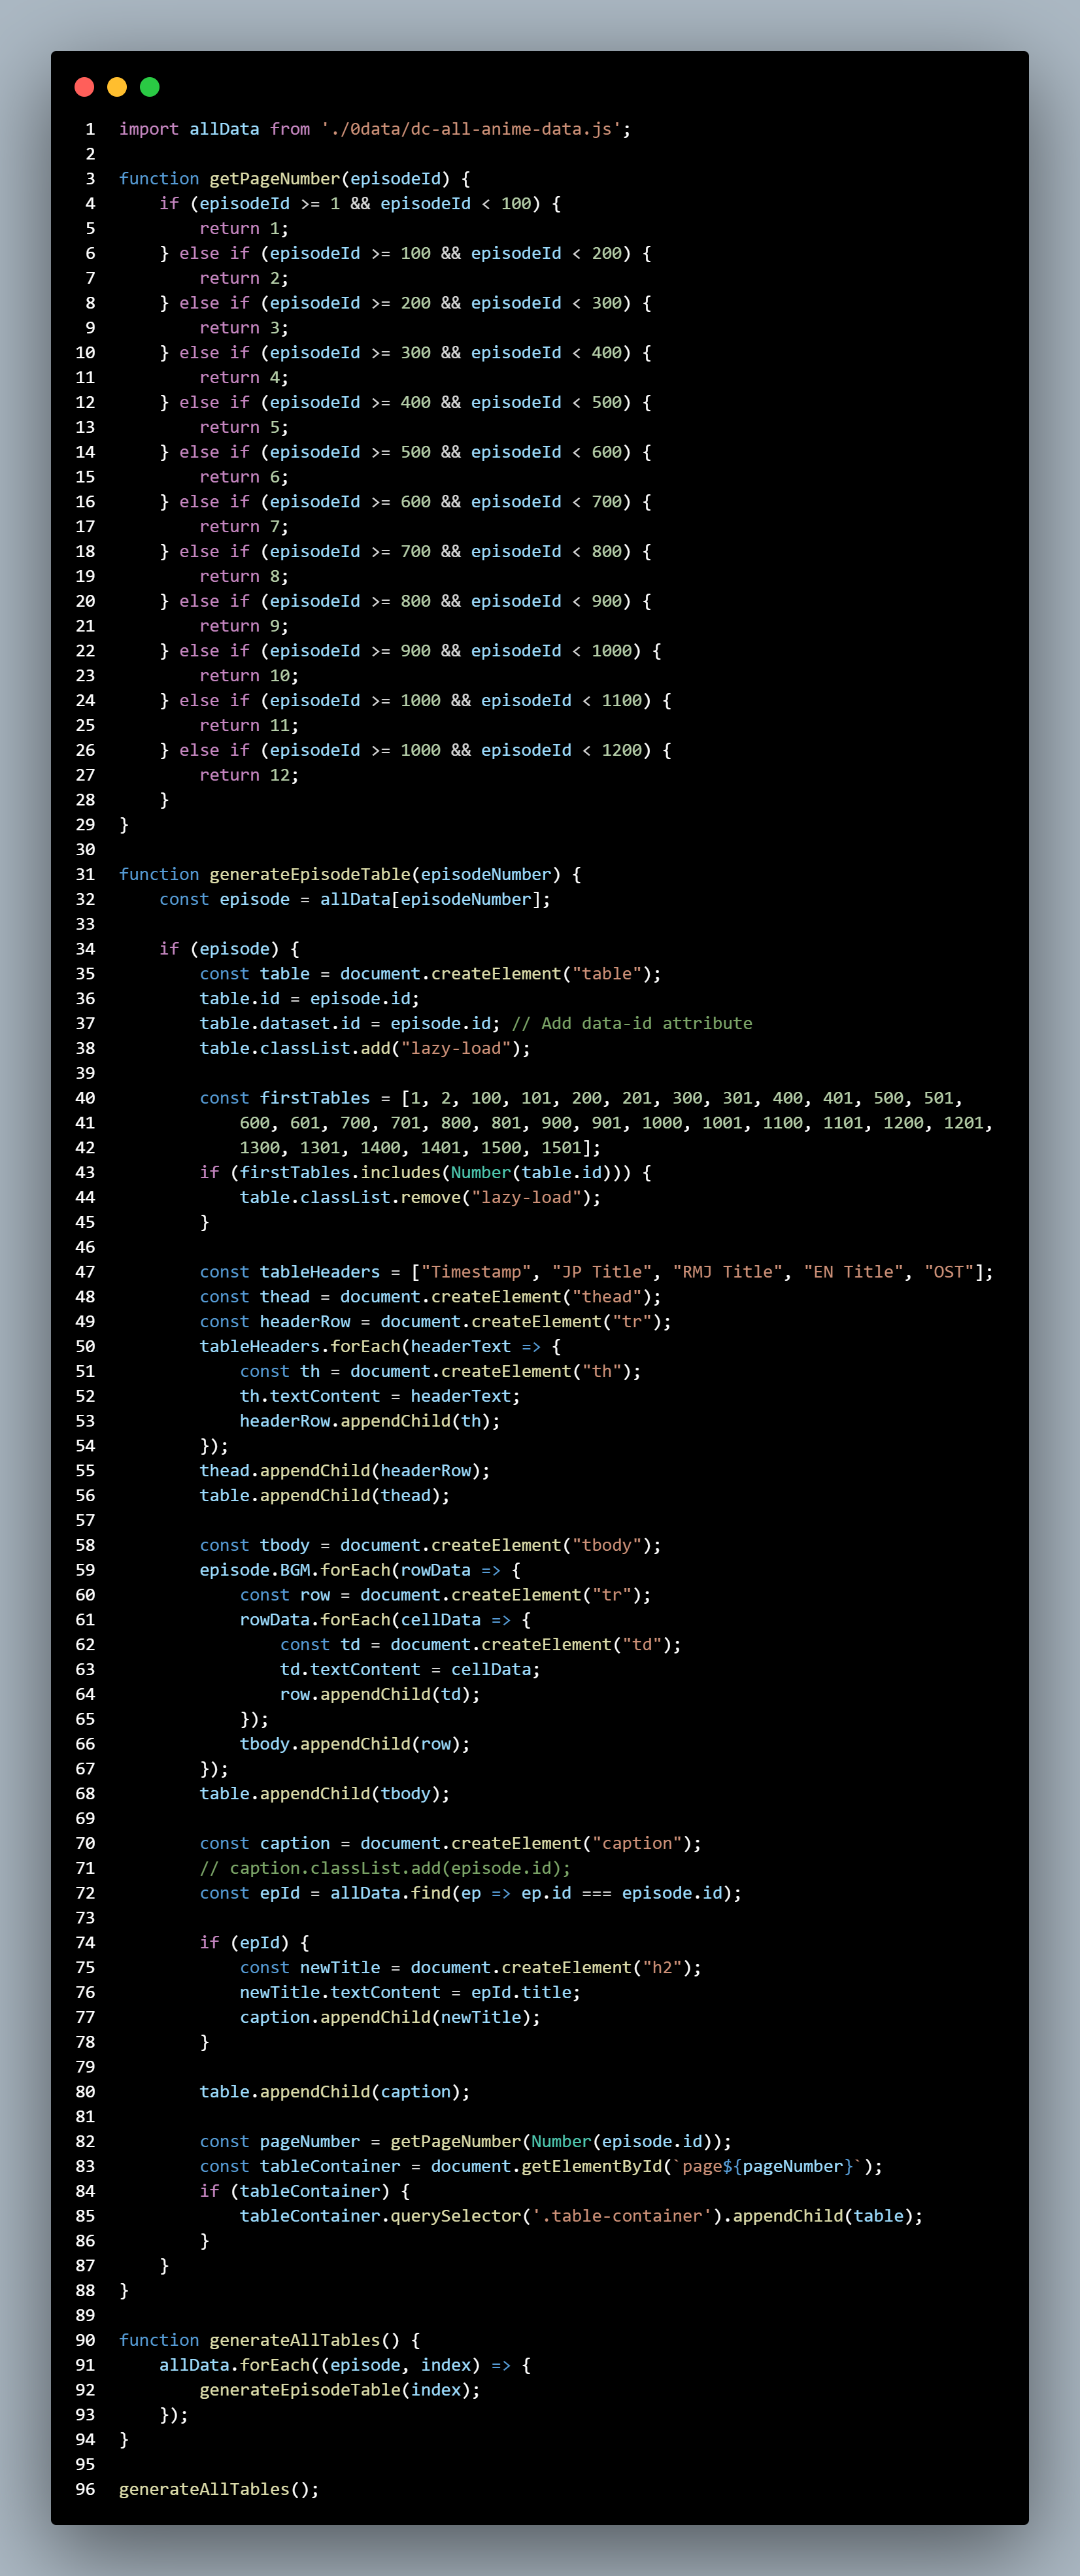 1 import allData from './0data/dc-all-anime-data.js';
2
3 function getPageNumber(episodeId) {
4     if (episodeId >= 1 && episodeId < 100) {
5         return 1;
6     } else if (episodeId >= 100 && episodeId < 200) {
7         return 2;
8     } else if (episodeId >= 200 && episodeId < 300) {
9         return 3;
10     } else if (episodeId >= 300 && episodeId < 400) {
11         return 4;
12     } else if (episodeId >= 400 && episodeId < 500) {
13         return 5;
14     } else if (episodeId >= 500 && episodeId < 600) {
15         return 6;
16     } else if (episodeId >= 600 && episodeId < 700) {
17         return 7;
18     } else if (episodeId >= 700 && episodeId < 800) {
19         return 8;
20     } else if (episodeId >= 800 && episodeId < 900) {
21         return 9;
22     } else if (episodeId >= 900 && episodeId < 1000) {
23         return 10;
24     } else if (episodeId >= 1000 && episodeId < 1100) {
25         return 11;
26     } else if (episodeId >= 1000 && episodeId < 1200) {
27         return 12;
28     }
29 }
30
31 function generateEpisodeTable(episodeNumber) {
32     const episode = allData[episodeNumber];
33
34     if (episode) {
35         const table = document.createElement("table");
36         table.id = episode.id;
37         table.dataset.id = episode.id; // Add data-id attribute
38         table.classList.add("lazy-load");
39
40         const firstTables = [1, 2, 100, 101, 200, 201, 300, 301, 400, 401, 500, 501,
41             600, 601, 700, 701, 800, 801, 900, 901, 1000, 1001, 1100, 1101, 1200, 1201,
42             1300, 1301, 1400, 1401, 1500, 1501];
43         if (firstTables.includes(Number(table.id))) {
44             table.classList.remove("lazy-load");
45         }
46
47         const tableHeaders = ["Timestamp", "JP Title", "RMJ Title", "EN Title", "OST"];
48         const thead = document.createElement("thead");
49         const headerRow = document.createElement("tr");
50         tableHeaders.forEach(headerText => {
51             const th = document.createElement("th");
52             th.textContent = headerText;
53             headerRow.appendChild(th);
54         });
55         thead.appendChild(headerRow);
56         table.appendChild(thead);
57
58         const tbody = document.createElement("tbody");
59         episode.BGM.forEach(rowData => {
60             const row = document.createElement("tr");
61             rowData.forEach(cellData => {
62                 const td = document.createElement("td");
63                 td.textContent = cellData;
64                 row.appendChild(td);
65             });
66             tbody.appendChild(row);
67         });
68         table.appendChild(tbody);
69
70         const caption = document.createElement("caption");
71         // caption.classList.add(episode.id);
72         const epId = allData.find(ep => ep.id === episode.id);
73
74         if (epId) {
75             const newTitle = document.createElement("h2");
76             newTitle.textContent = epId.title;
77             caption.appendChild(newTitle);
78         }
79
80         table.appendChild(caption);
81
82         const pageNumber = getPageNumber(Number(episode.id));
83         const tableContainer = document.getElementById(`page${pageNumber}`);
84         if (tableContainer) {
85             tableContainer.querySelector('.table-container').appendChild(table);
86         }
87     }
88 }
89
90 function generateAllTables() {
91     allData.forEach((episode, index) => {
92         generateEpisodeTable(index);
93     });
94 }
95
96 generateAllTables();